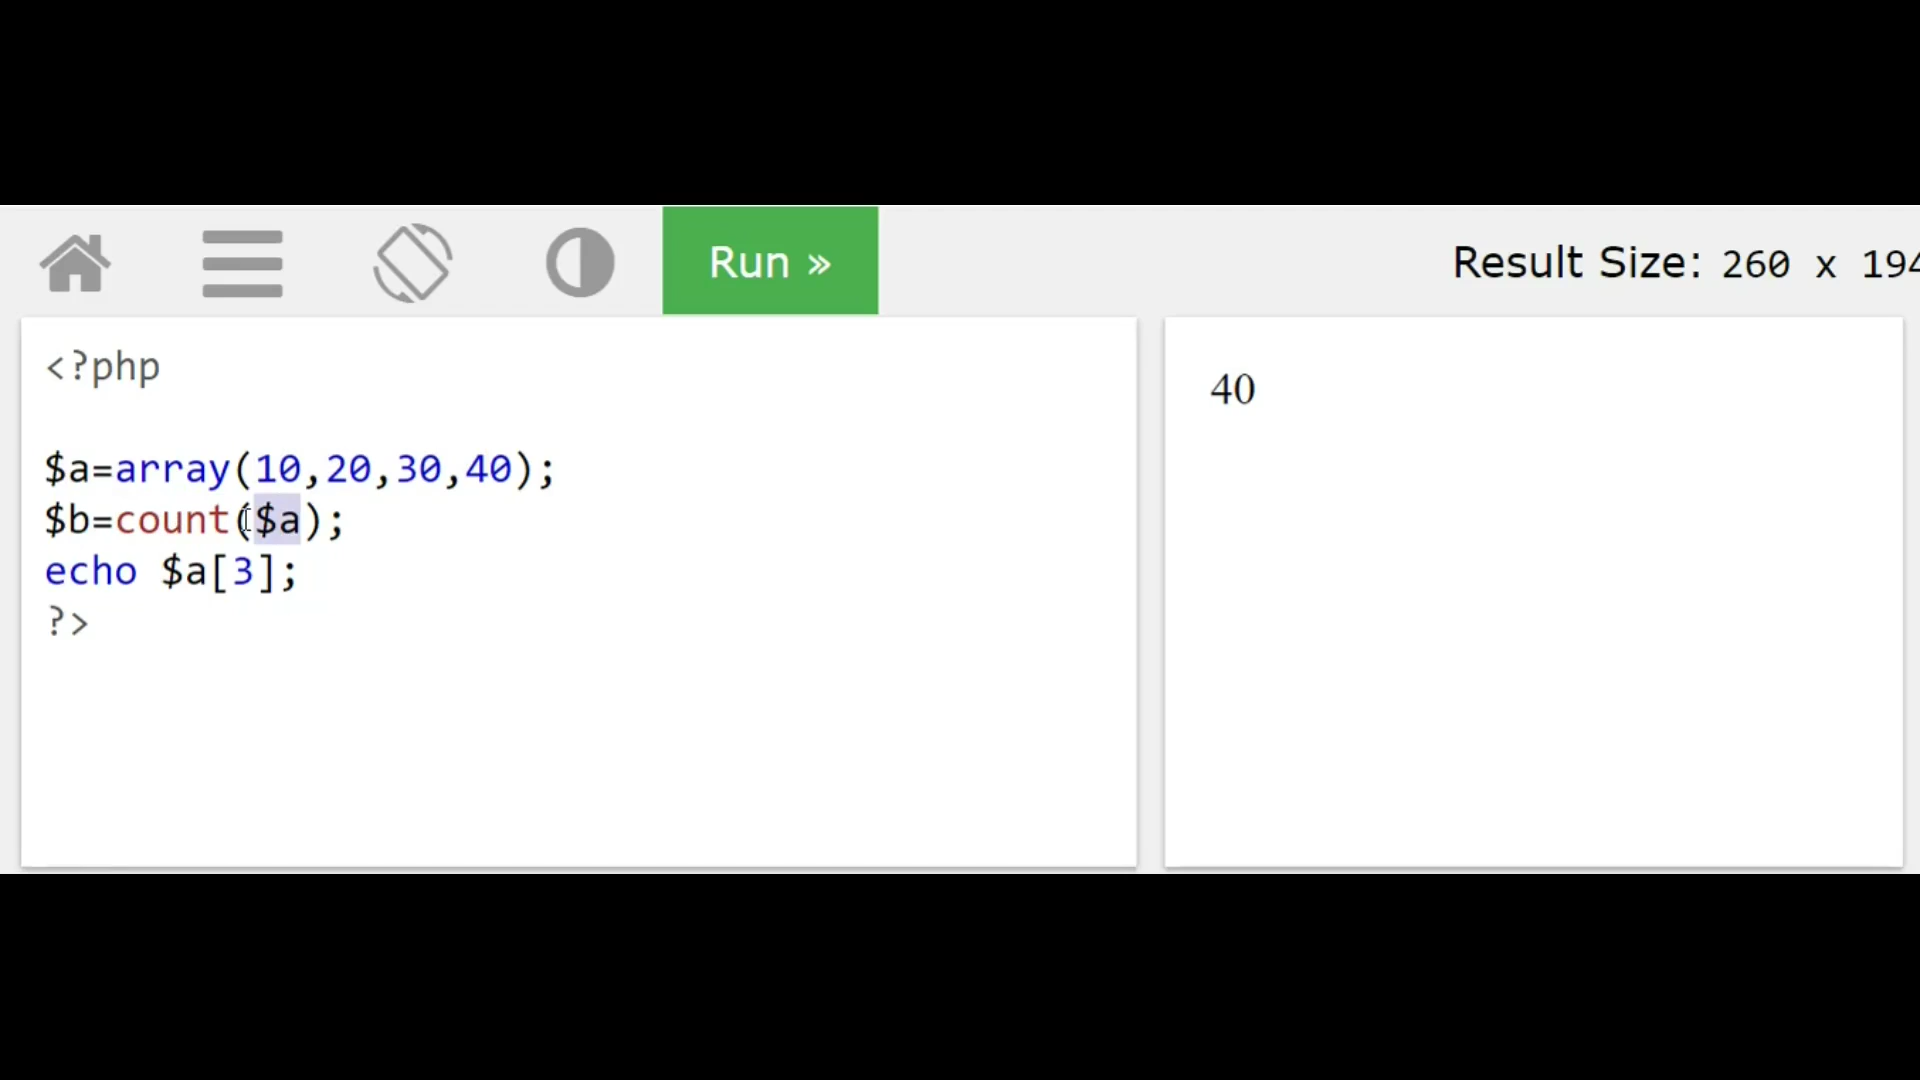 Run »
Result Size: 260 x 194
<?php
$a=array(10,20,30,40);
$b=count($a);
echo $a[3];
?>
40